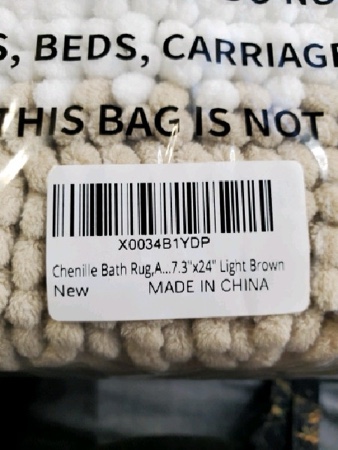 S, BEDS, CARRIAGE
THIS BAG IS NOT
X0034B1YDP
Chenille Bath Rug,A...7.3"x24" Light Brown
New MADE IN CHINA